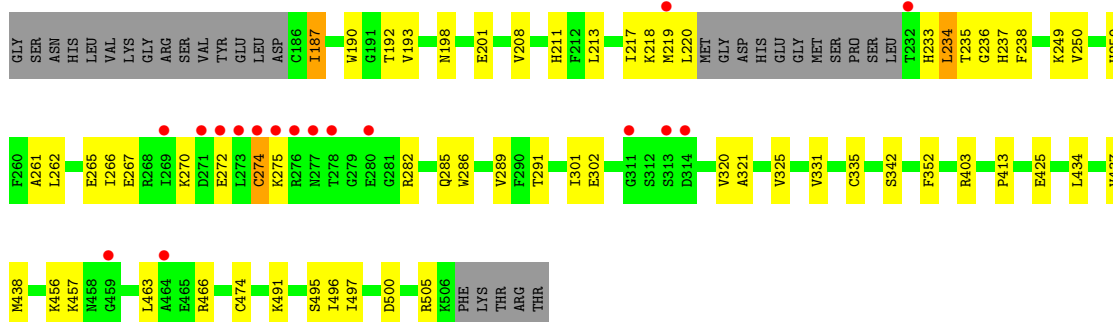 GLY SER ASN HIS LEU VAL LYS GLY ARG SER VAL TYR GLU LEU ASP C186 I187 W190 G191 T192 V193 N198 E201 V208 H211 F212 L213 I217 K218 M219 L220 MET GLY ASP HIS GLU GLY MET SER PRO SER LEU T232 H233 L234 T235 G236 H237 F238 K249 V250
F260 A261 L262 E265 I266 E267 R268 I269 K270 D271 E272 L273 C274 K275 R276 N277 T278 G279 E280 G281 R282 Q285 W286 V289 F290 T291 I301 E302 G311 S312 S313 D314 V320 A321 V325 V331 C335 S342 F352 R403 P413 E425 L434
M438 K456 K457 N458 G459 L463 A464 E465 R466 C474 K491 S495 I496 I497 D500 R505 K506 PHE LYS THR ARG THR